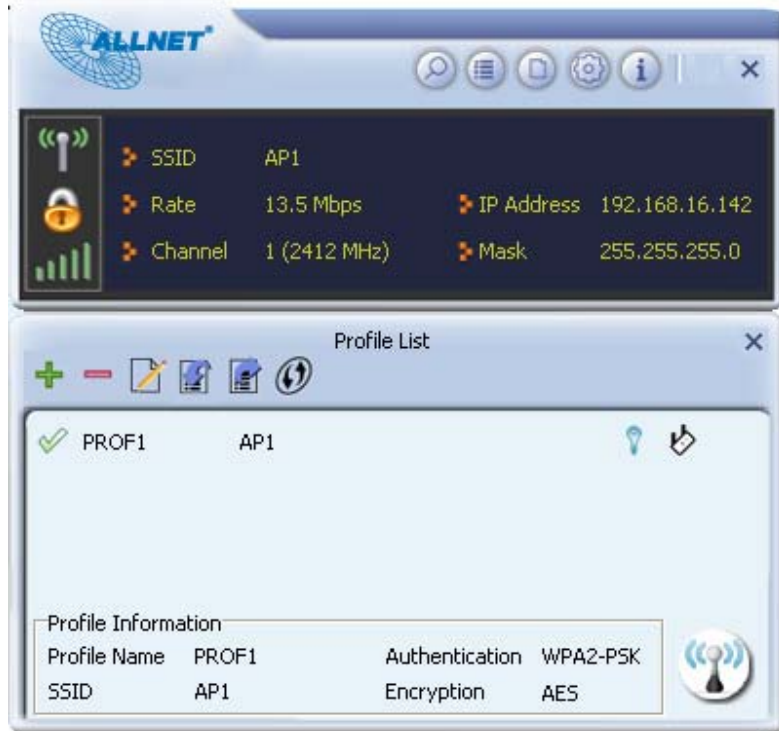 ALLNET
SSID AP1
Rate 13.5 Mbps IP Address 192.168.16.142
Channel 1 (2412 MHz) Mask 255.255.255.0
Profile List
PROF1 AP1
Profile Information
Profile Name PROF1 Authentication WPA2-PSK
SSID AP1 Encryption AES